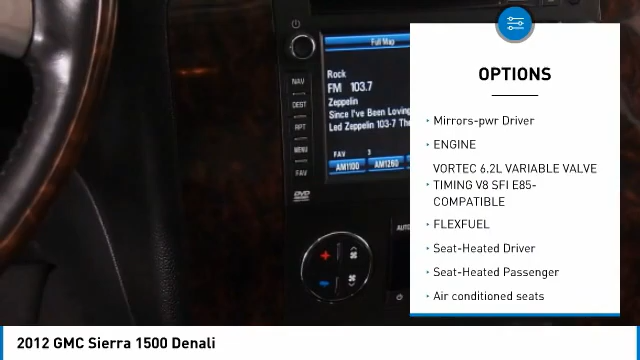 Full Map
NAV
DEST
RPT
MENU
FAV
Rock
FM 103.7
Zeppelin
Since I've Been Loving
Led Zeppelin 103-7 The
FAV 3
AM1100 AM1260
DVD
AUTO
OPTIONS
Mirrors-pwr Driver
ENGINE
VORTEC 6.2L VARIABLE VALVE
TIMING V8 SFI E85-
COMPATIBLE
FLEXFUEL
Seat-Heated Driver
Seat-Heated Passenger
Air conditioned seats
2012 GMC Sierra 1500 Denali